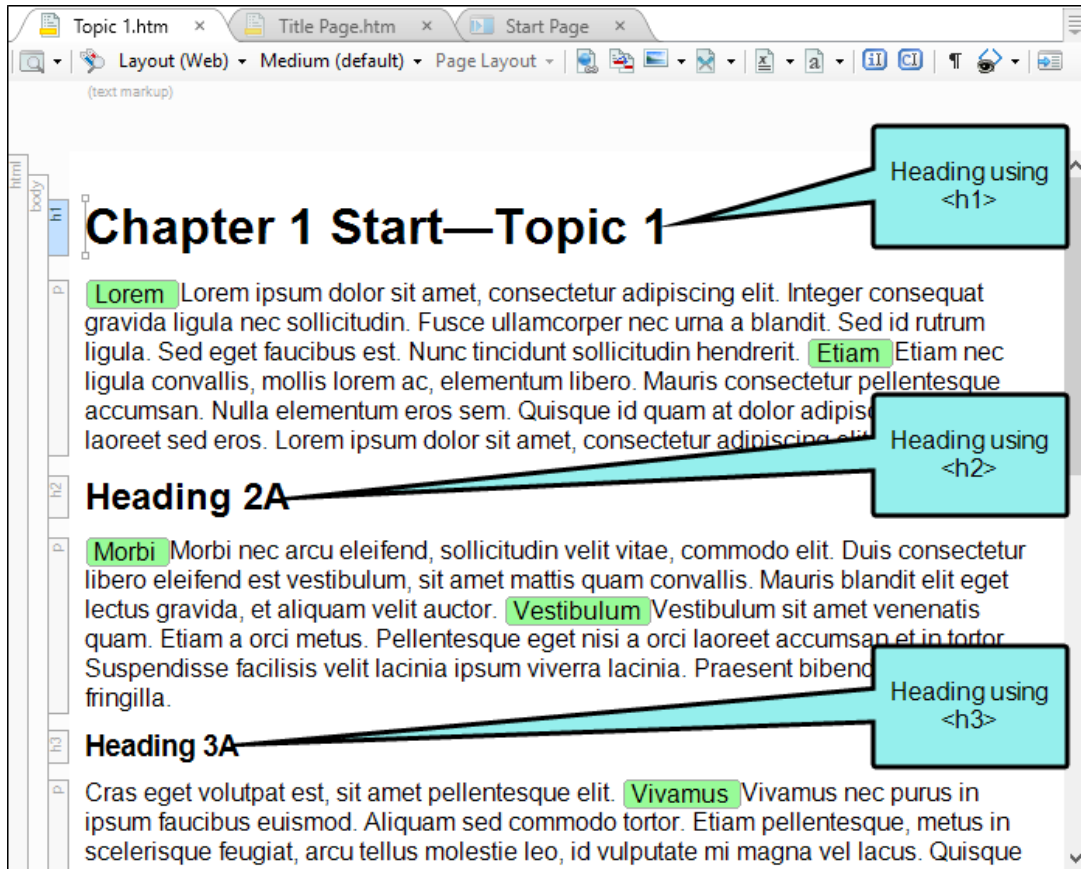 Topic 1.htm × Title Page.htm × Start Page ×
Layout (Web) Medium (default) Page Layout
(text markup)
html
body
h1
Heading using
<h1>
Chapter 1 Start—Topic 1
p
Lorem Lorem ipsum dolor sit amet, consectetur adipiscing elit. Integer consequat
gravida ligula nec sollicitudin. Fusce ullamcorper nec urna a blandit. Sed id rutrum
ligula. Sed eget faucibus est. Nunc tincidunt sollicitudin hendrerit. Etiam Etiam nec
ligula convallis, mollis lorem ac, elementum libero. Mauris consectetur pellentesque
accumsan. Nulla elementum eros sem. Quisque id quam at dolor
laoreet sed eros. Lorem ipsum dolor sit amet, consectetur adipiscing elit
Heading using
<h2>
h2
Heading 2A
p
Morbi Morbi nec arcu eleifend, sollicitudin velit vitae, commodo elit. Duis consectetur
libero eleifend est vestibulum, sit amet mattis quam convallis. Mauris blandit elit eget
lectus gravida, et aliquam velit auctor. Vestibulum Vestibulum sit amet venenatis
quam. Etiam a orci metus. Pellentesque eget nisi a orci laoreet accumsan et in tortor
Suspendisse facilisis velit lacinia ipsum viverra lacinia. Praesent
fringilla.
Heading using
<h3>
h3
Heading 3A
p
Cras eget volutpat est, sit amet pellentesque elit. Vivamus Vivamus nec purus in
ipsum faucibus euismod. Aliquam sed commodo tortor. Etiam pellentesque, metus in
scelerisque feugiat, arcu tellus molestie leo, id vulputate mi magna vel lacus. Quisque